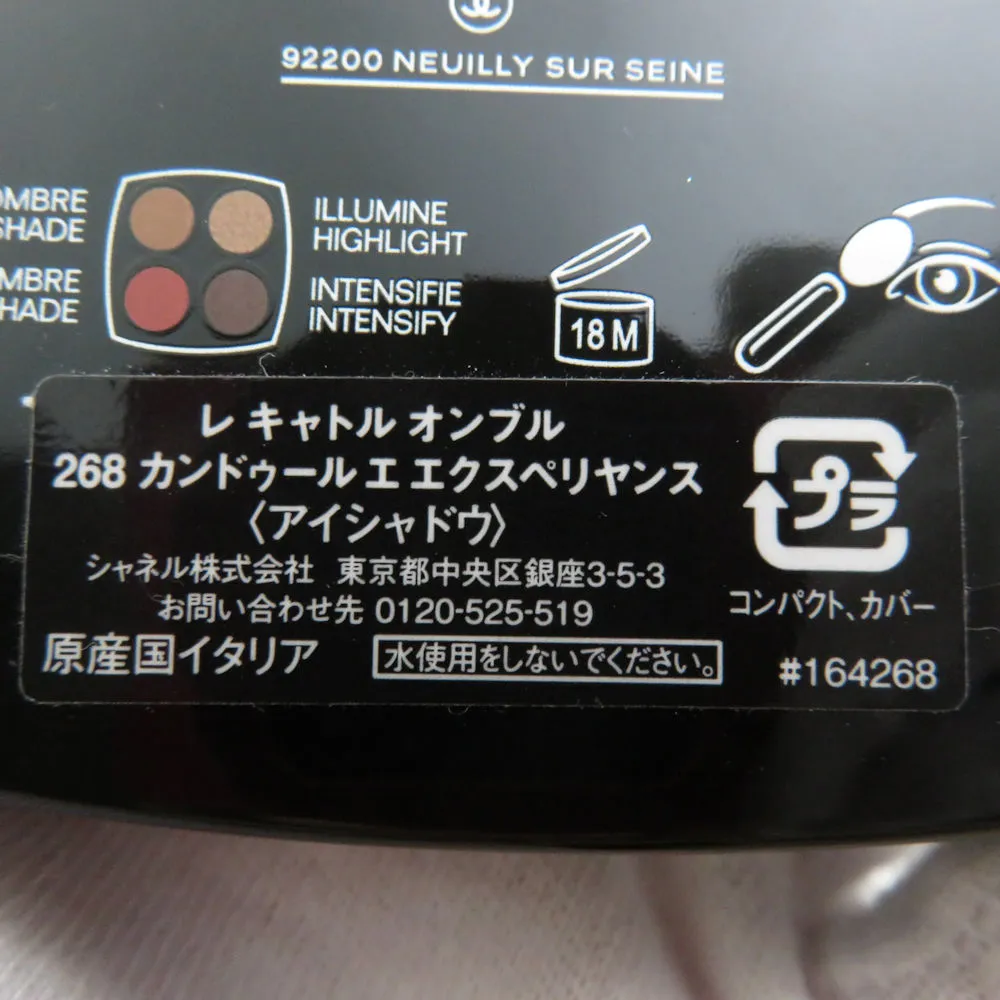 92200 NEUILLY SUR SEINE
OMBRE
SHADE
ILLUMINE
HIGHLIGHT
OMBRE
SHADE
INTENSIFIE
INTENSIFY
18 M
レ キャトル オンブル
268 カンドゥール エ エクスペリヤンス
〈アイシャドウ〉
シャネル株式会社 東京都中央区銀座3-5-3
お問い合わせ先 0120-525-519
原産国イタリア
水使用をしないでください。
プラ
コンパクト、カバー
#164268